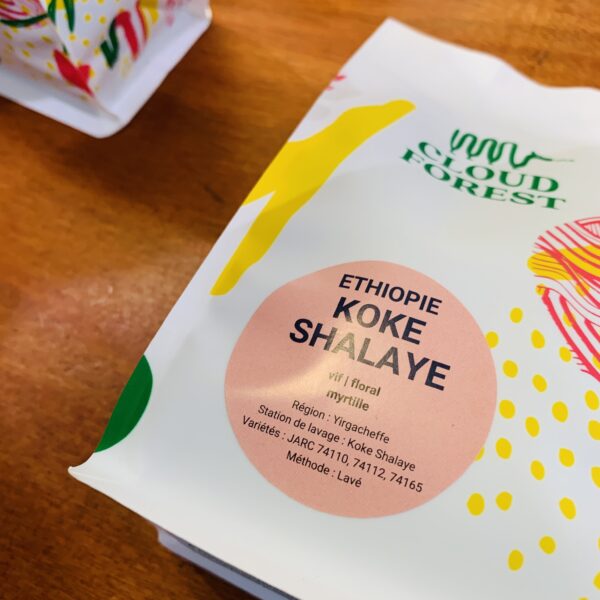 CLOUD
FOREST
ETHIOPIE
KOKE
SHALAYE
vif | floral
myrtille
Région : Yirgacheffe
Station de lavage : Koke Shalaye
Variétés : JARC 74110, 74112, 74165
Méthode : Lavé